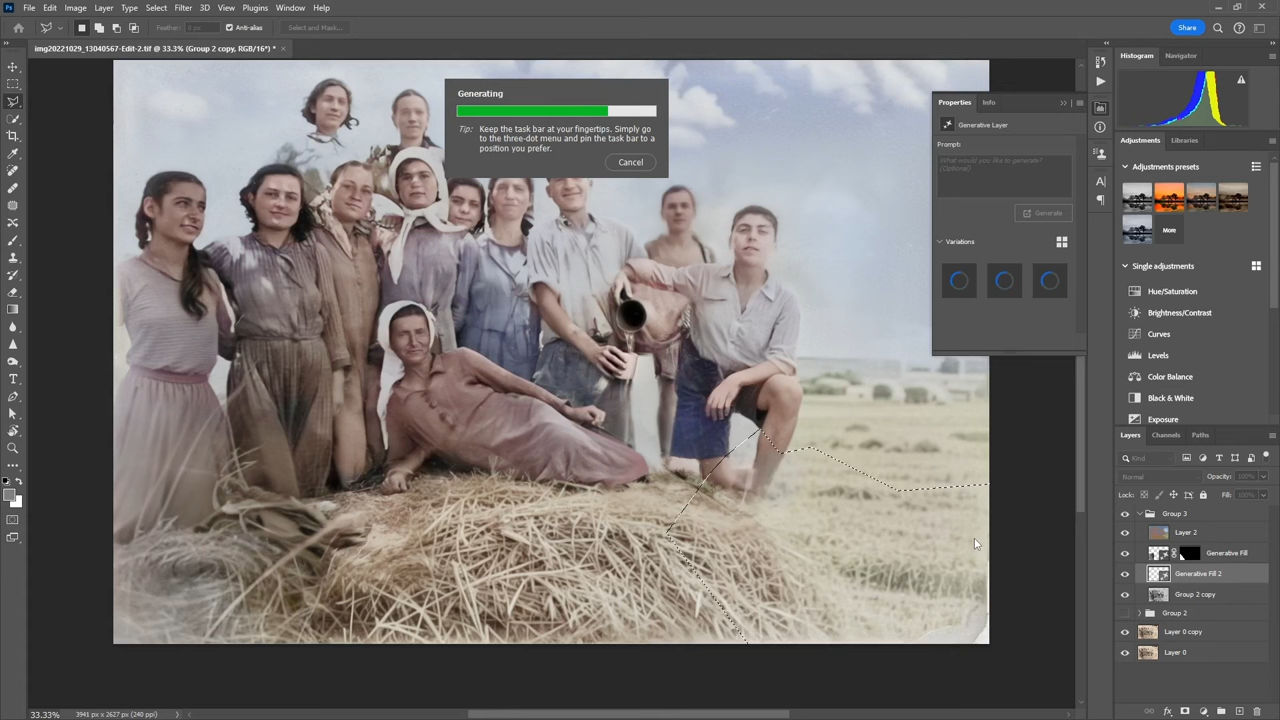 Ps File Edit Image Layer Type Select Filter 3D View Plugins Window Help
Feather: 0 px Anti-alias Select and Mask... Share
img20221029_13040567-Edit-2.tif @ 33.3% (Group 2 copy, RGB/16*) * ×
Histogram Navigator
Generating
Tip: Keep the task bar at your fingertips. Simply go
to the three-dot menu and pin the task bar to a
position you prefer.
Cancel
Properties Info
Generative Layer
Prompt:
What would you like to generate?
(Optional)
Generate
Variations
Adjustments Libraries
Adjustments presets
More
Single adjustments
Hue/Saturation
Brightness/Contrast
Curves
Levels
Color Balance
Black & White
Exposure
Layers Channels Paths
Kind
Normal Opacity: 100%
Lock: Fill: 100%
Group 3
Layer 2
Generative Fill
Generative Fill 2
Group 2 copy
Group 2
Layer 0 copy
Layer 0
33.33% 3941 px x 2627 px (240 ppi)